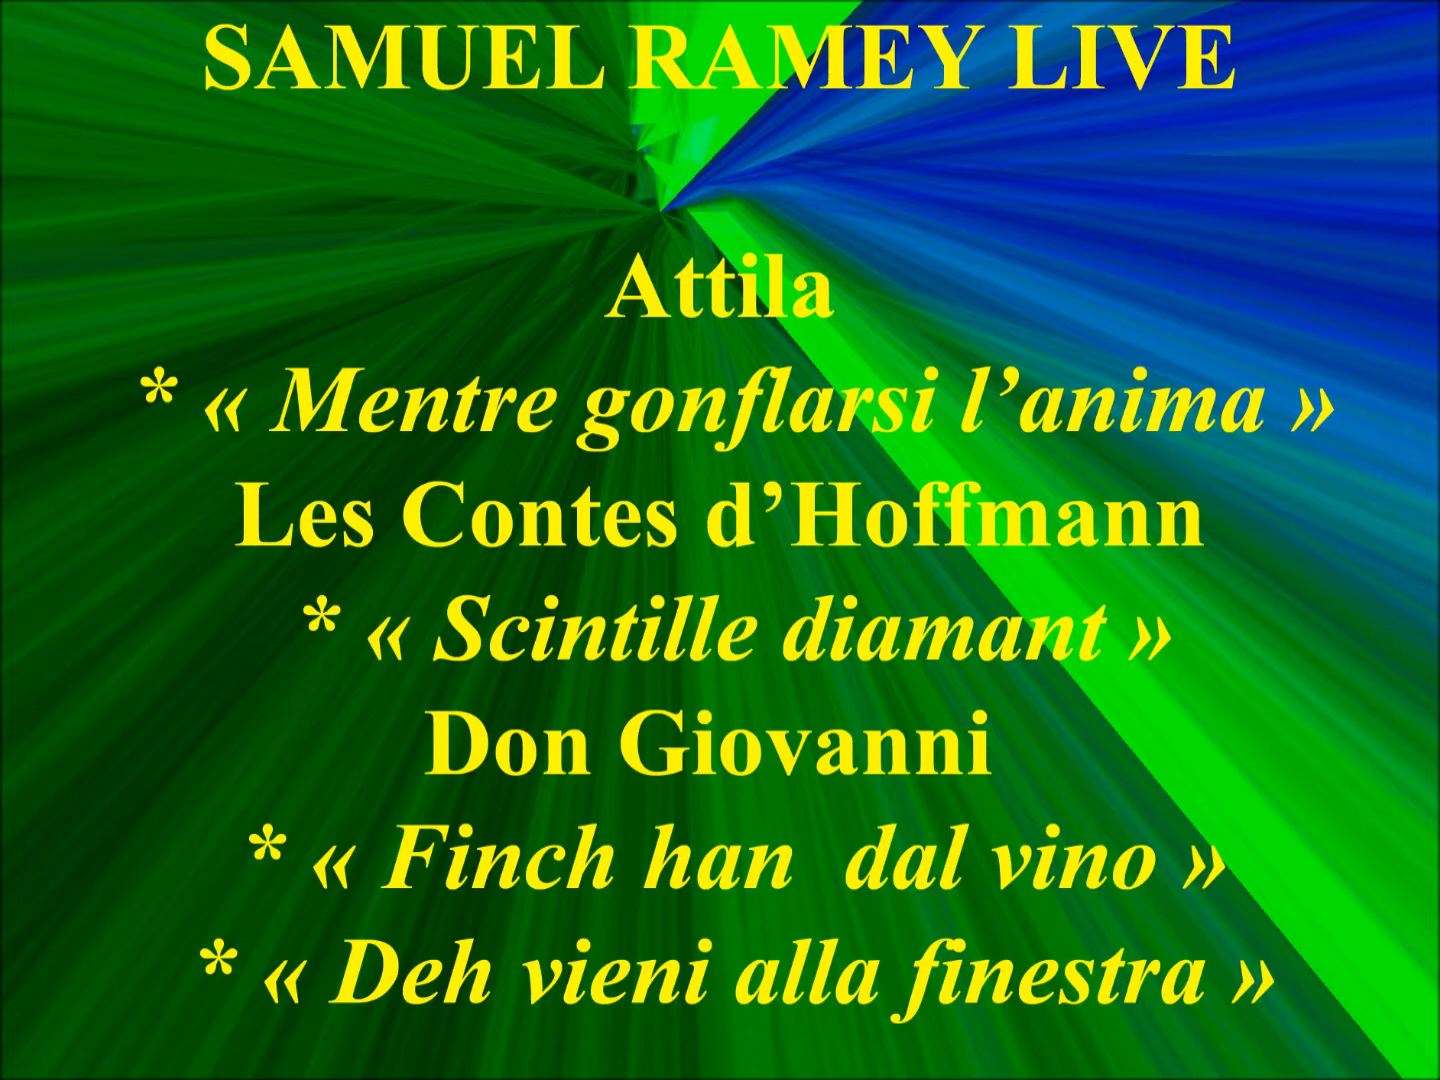 SAMUEL RAMEY LIVE
Attila
* « Mentre gonflarsi l’anima »
Les Contes d’Hoffmann
* « Scintille diamant »
Don Giovanni
* « Finch han  dal vino »
* « Deh vieni alla finestra »